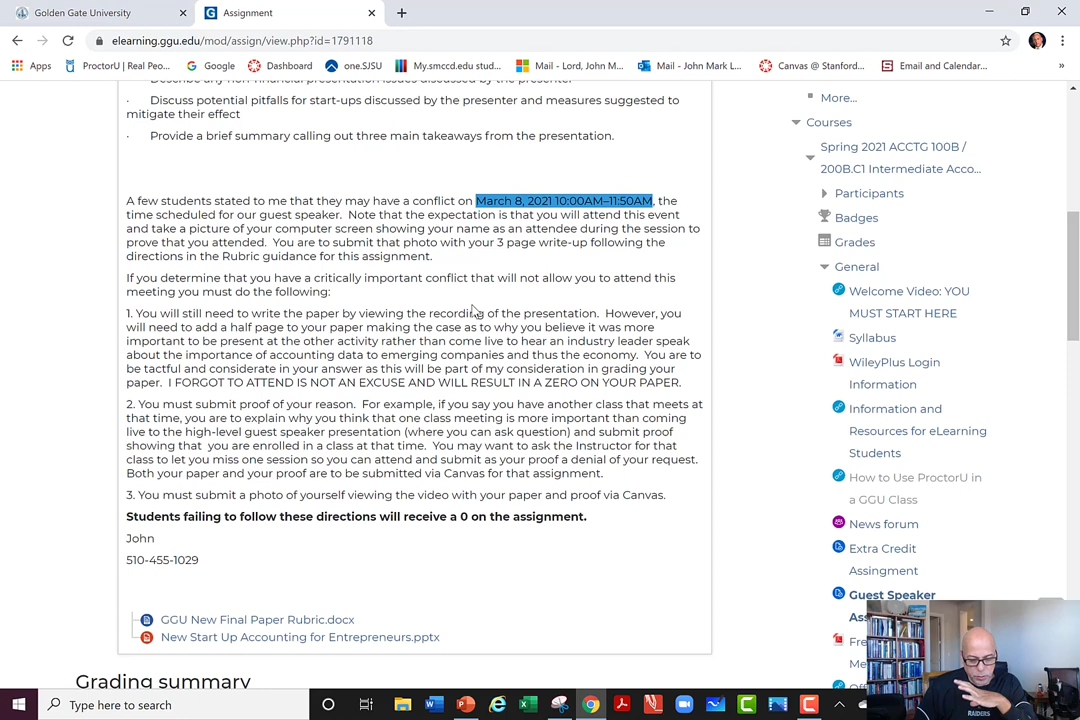 Golden Gate University
Assignment
elearning.ggu.edu/mod/assign/view.php?id=1791118
Apps
ProctorU | Real Peo...
Google
Dashboard
one.SJSU
My.smccd.edu stud...
Mail - Lord, John M...
Mail - John Mark L...
Canvas @ Stanford...
Email and Calendar...
»
Describe any non-financial presentation issues discussed by the presenter
· Discuss potential pitfalls for start-ups discussed by the presenter and measures suggested to
mitigate their effect
· Provide a brief summary calling out three main takeaways from the presentation.
A few students stated to me that they may have a conflict on March 8, 2021 10:00AM–11:50AM, the
time scheduled for our guest speaker. Note that the expectation is that you will attend this event
and take a picture of your computer screen showing your name as an attendee during the session to
prove that you attended. You are to submit that photo with your 3 page write-up following the
directions in the Rubric guidance for this assignment.
If you determine that you have a critically important conflict that will not allow you to attend this
meeting you must do the following:
1. You will still need to write the paper by viewing the recording of the presentation. However, you
will need to add a half page to your paper making the case as to why you believe it was more
important to be present at the other activity rather than come live to hear an industry leader speak
about the importance of accounting data to emerging companies and thus the economy. You are to
be tactful and considerate in your answer as this will be part of my consideration in grading your
paper. I FORGOT TO ATTEND IS NOT AN EXCUSE AND WILL RESULT IN A ZERO ON YOUR PAPER.
2. You must submit proof of your reason. For example, if you say you have another class that meets at
that time, you are to explain why you think that one class meeting is more important than coming
live to the high-level guest speaker presentation (where you can ask question) and submit proof
showing that you are enrolled in a class at that time. You may want to ask the Instructor for that
class to let you miss one session so you can attend and submit as your proof a denial of your request.
Both your paper and your proof are to be submitted via Canvas for that assignment.
3. You must submit a photo of yourself viewing the video with your paper and proof via Canvas.
Students failing to follow these directions will receive a 0 on the assignment.
John
510-455-1029
GGU New Final Paper Rubric.docx
New Start Up Accounting for Entrepreneurs.pptx
Grading summary
More...
Courses
Spring 2021 ACCTG 100B /
200B.C1 Intermediate Acco...
Participants
Badges
Grades
General
Welcome Video: YOU
MUST START HERE
Syllabus
WileyPlus Login
Information
Information and
Resources for eLearning
Students
How to Use ProctorU in
a GGU Class
News forum
Extra Credit
Assingment
Guest Speaker
RAIDERS
Type here to search